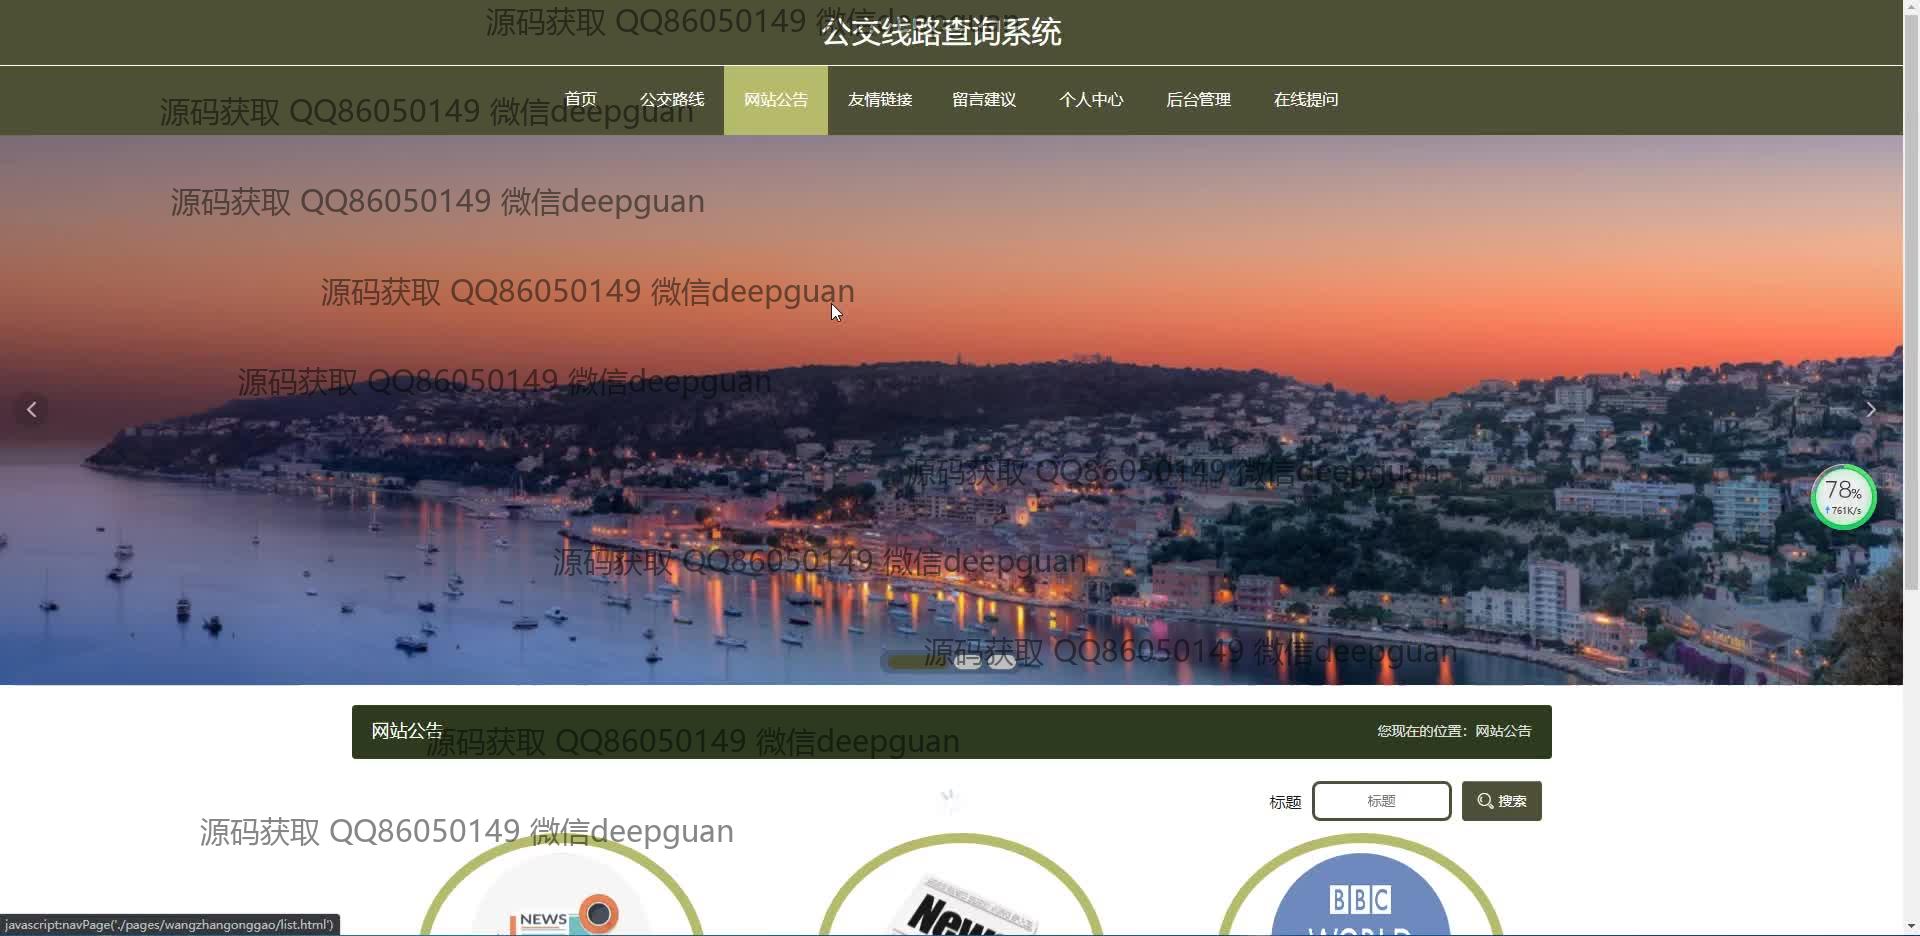 源码获取 QQ86050149 微信deepguan
公交线路查询系统
首页 公交路线 网站公告 友情链接 留言建议 个人中心 后台管理 在线提问
源码获取 QQ86050149 微信deepguan
源码获取 QQ86050149 微信deepguan
源码获取 QQ86050149 微信deepguan
源码获取 QQ86050149 微信deepguan
源码获取 QQ86050149 微信deepguan
78%
↑761K/s
源码获取 QQ86050149 微信deepguan
源码获取 QQ86050149 微信deepguan
网站公告 您现在的位置：网站公告
源码获取 QQ86050149 微信deepguan
标题 标题 搜索
源码获取 QQ86050149 微信deepguan
NEWS
News
BBC
WORLD
javascript:navPage('./pages/wangzhangonggao/list.html')